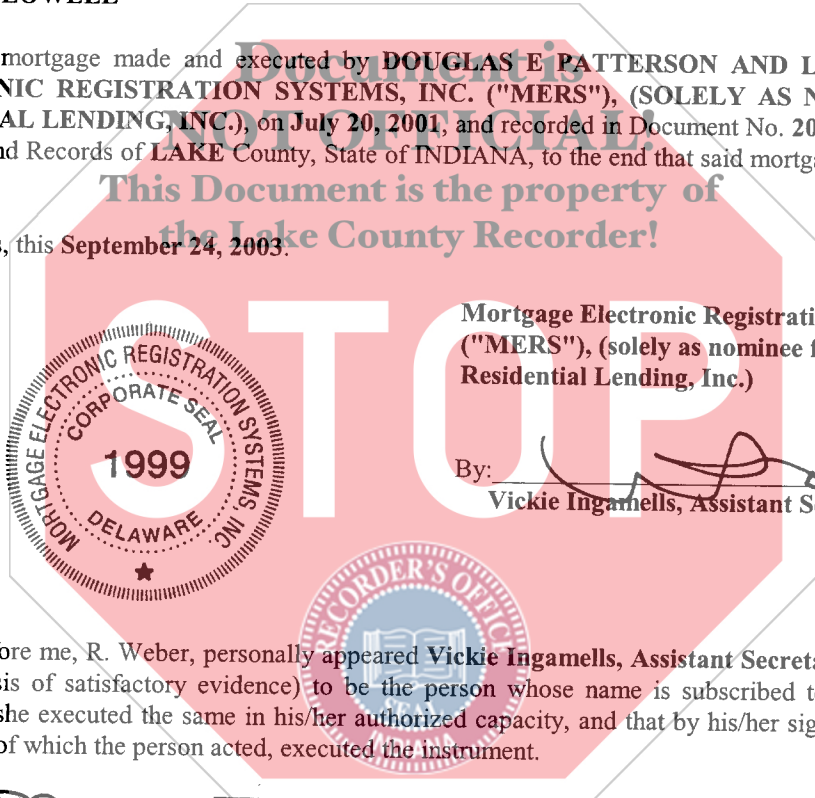 LOWELL
mortgage made and executed by DOUGLAS E PATTERSON AND L
NIC REGISTRATION SYSTEMS, INC. ("MERS"), (SOLELY AS N
AL LENDING, INC.), on July 20, 2001, and recorded in Document No. 20
nd Records of LAKE County, State of INDIANA, to the end that said mortga
Document is
NOT OFFICIAL!
This Document is the property of
the Lake County Recorder!
, this September 24, 2003.
STOP
Mortgage Electronic Registrati
("MERS"), (solely as nominee f
Residential Lending, Inc.)
MORTGAGE ELECTRONIC REGISTRATION SYSTEMS, INC
CORPORATE SEAL
1999
DELAWARE
By:
Vickie Ingamells, Assistant S
RECORDER'S OFFICE
SEAL
INDIANA
ore me, R. Weber, personally appeared Vickie Ingamells, Assistant Secreta
sis of satisfactory evidence) to be the person whose name is subscribed t
she executed the same in his/her authorized capacity, and that by his/her sig
of which the person acted, executed the instrument.